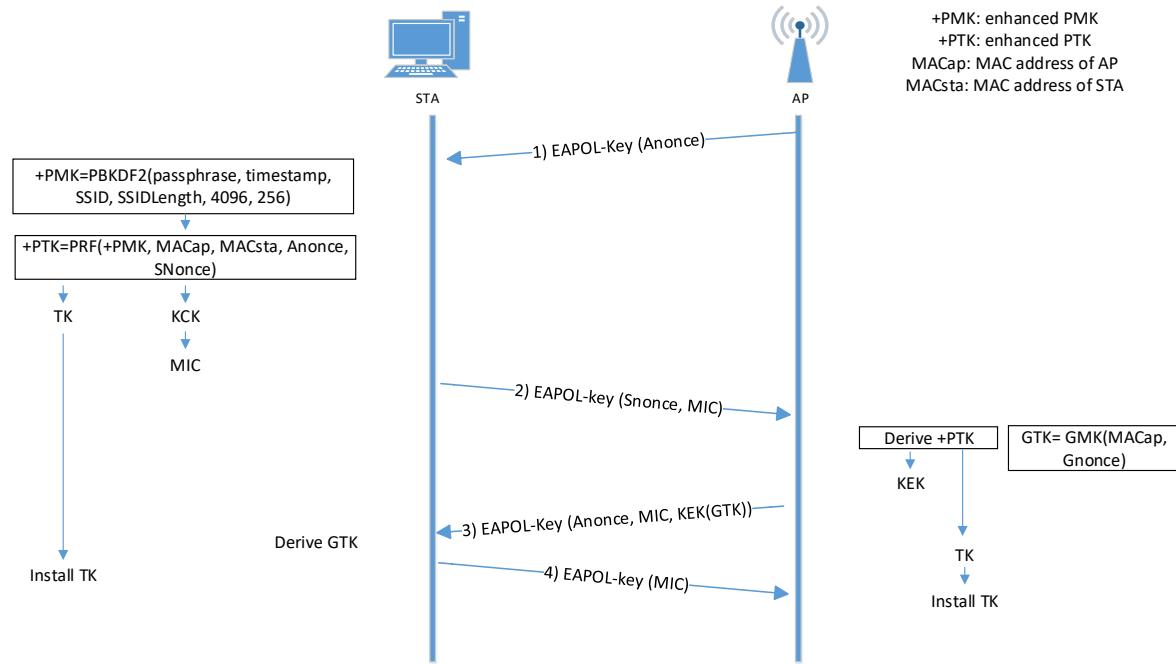 +PMK: enhanced PMK
+PTK: enhanced PTK
MACap: MAC address of AP
MACsta: MAC address of STA
STA
AP
1) EAPOL-Key (Anonce)
+PMK=PBKDF2(passphrase, timestamp,
SSID, SSIDLength, 4096, 256)
+PTK=PRF(+PMK, MACap, MACsta, Anonce,
SNonce)
TK
KCK
MIC
2) EAPOL-key (Snonce, MIC)
Derive +PTK
GTK= GMK(MACap,
Gnonce)
KEK
3) EAPOL-Key (Anonce, MIC, KEK(GTK))
Derive GTK
TK
Install TK
4) EAPOL-key (MIC)
Install TK